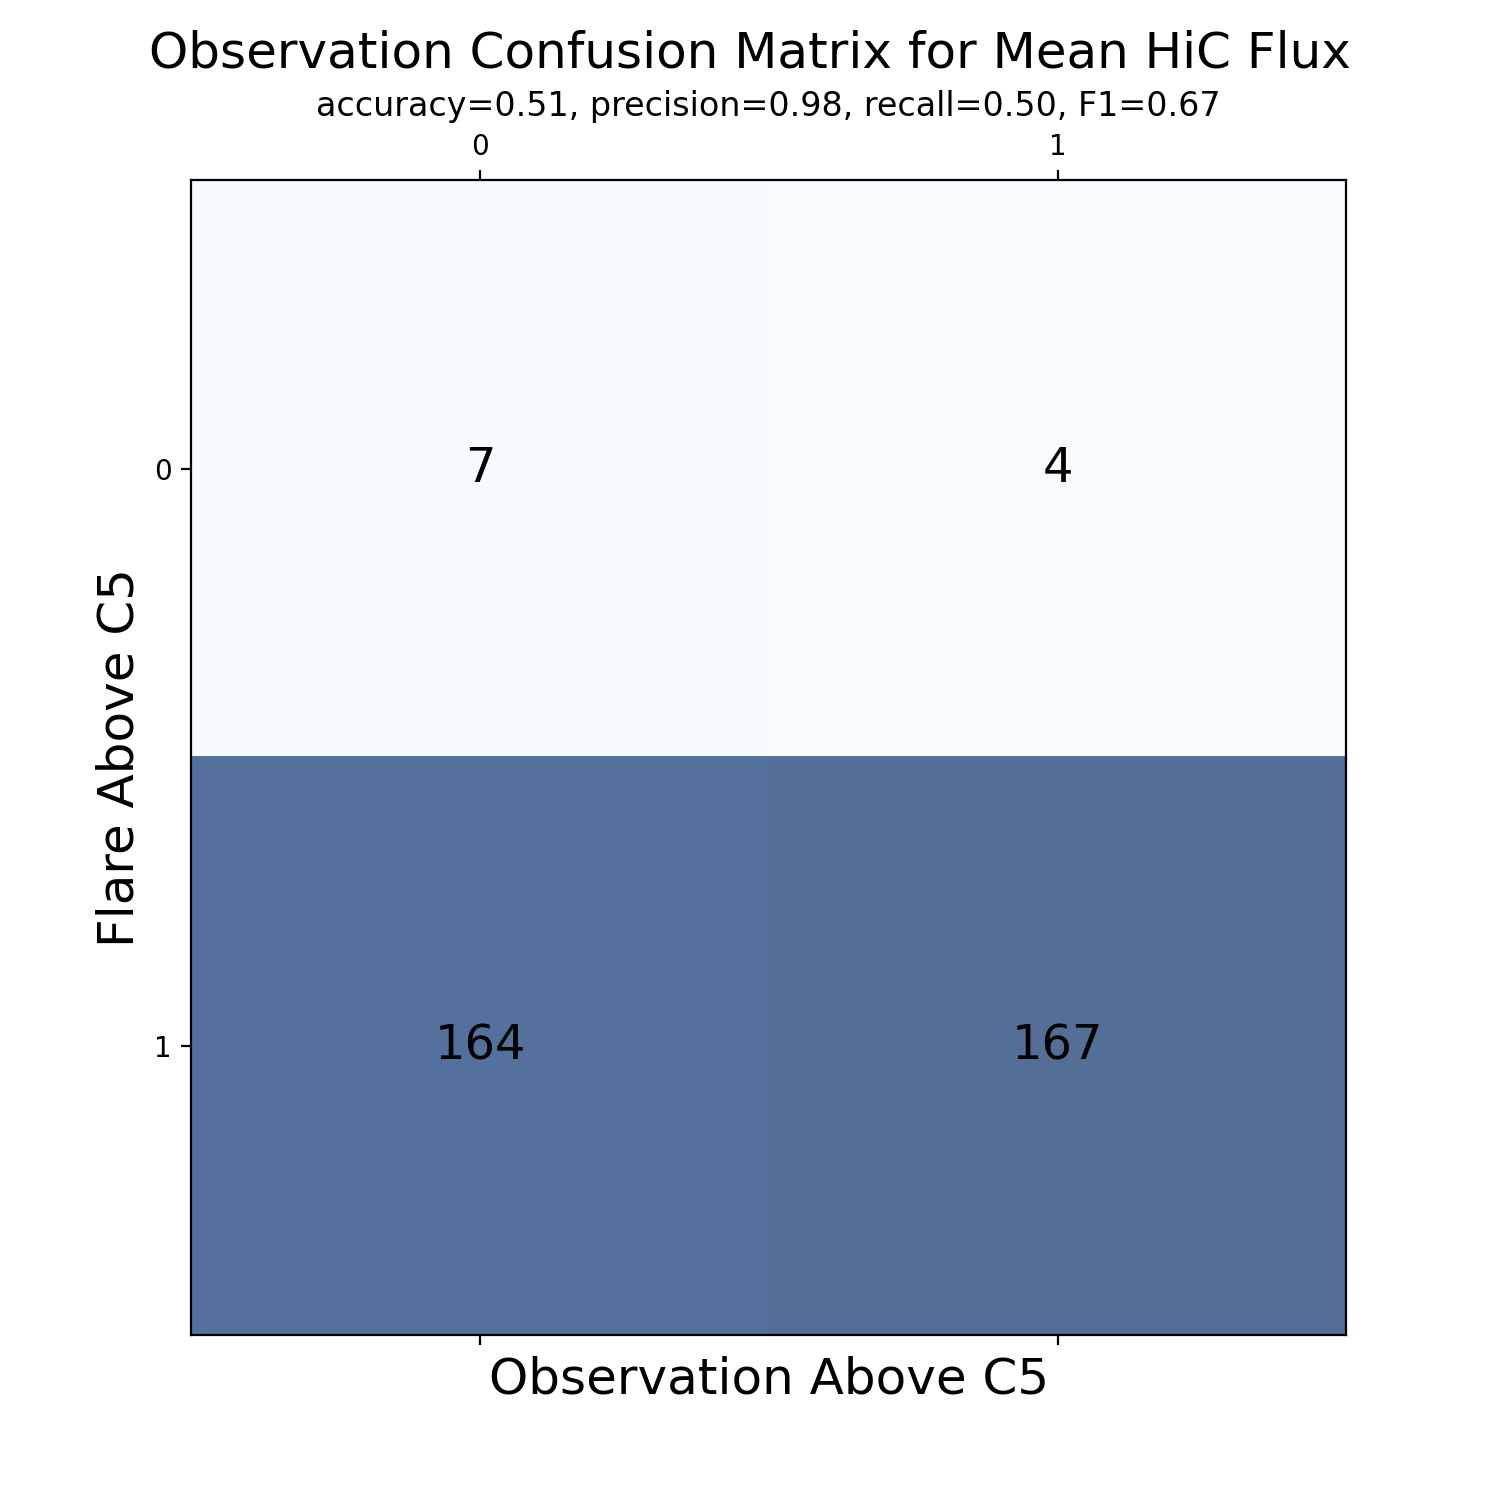 Observation Confusion Matrix for Mean HiC Flux
accuracy=0.51, precision=0.98, recall=0.50, F1=0.67
0 1
0
7 4
Flare Above C5
1
164 167
Observation Above C5